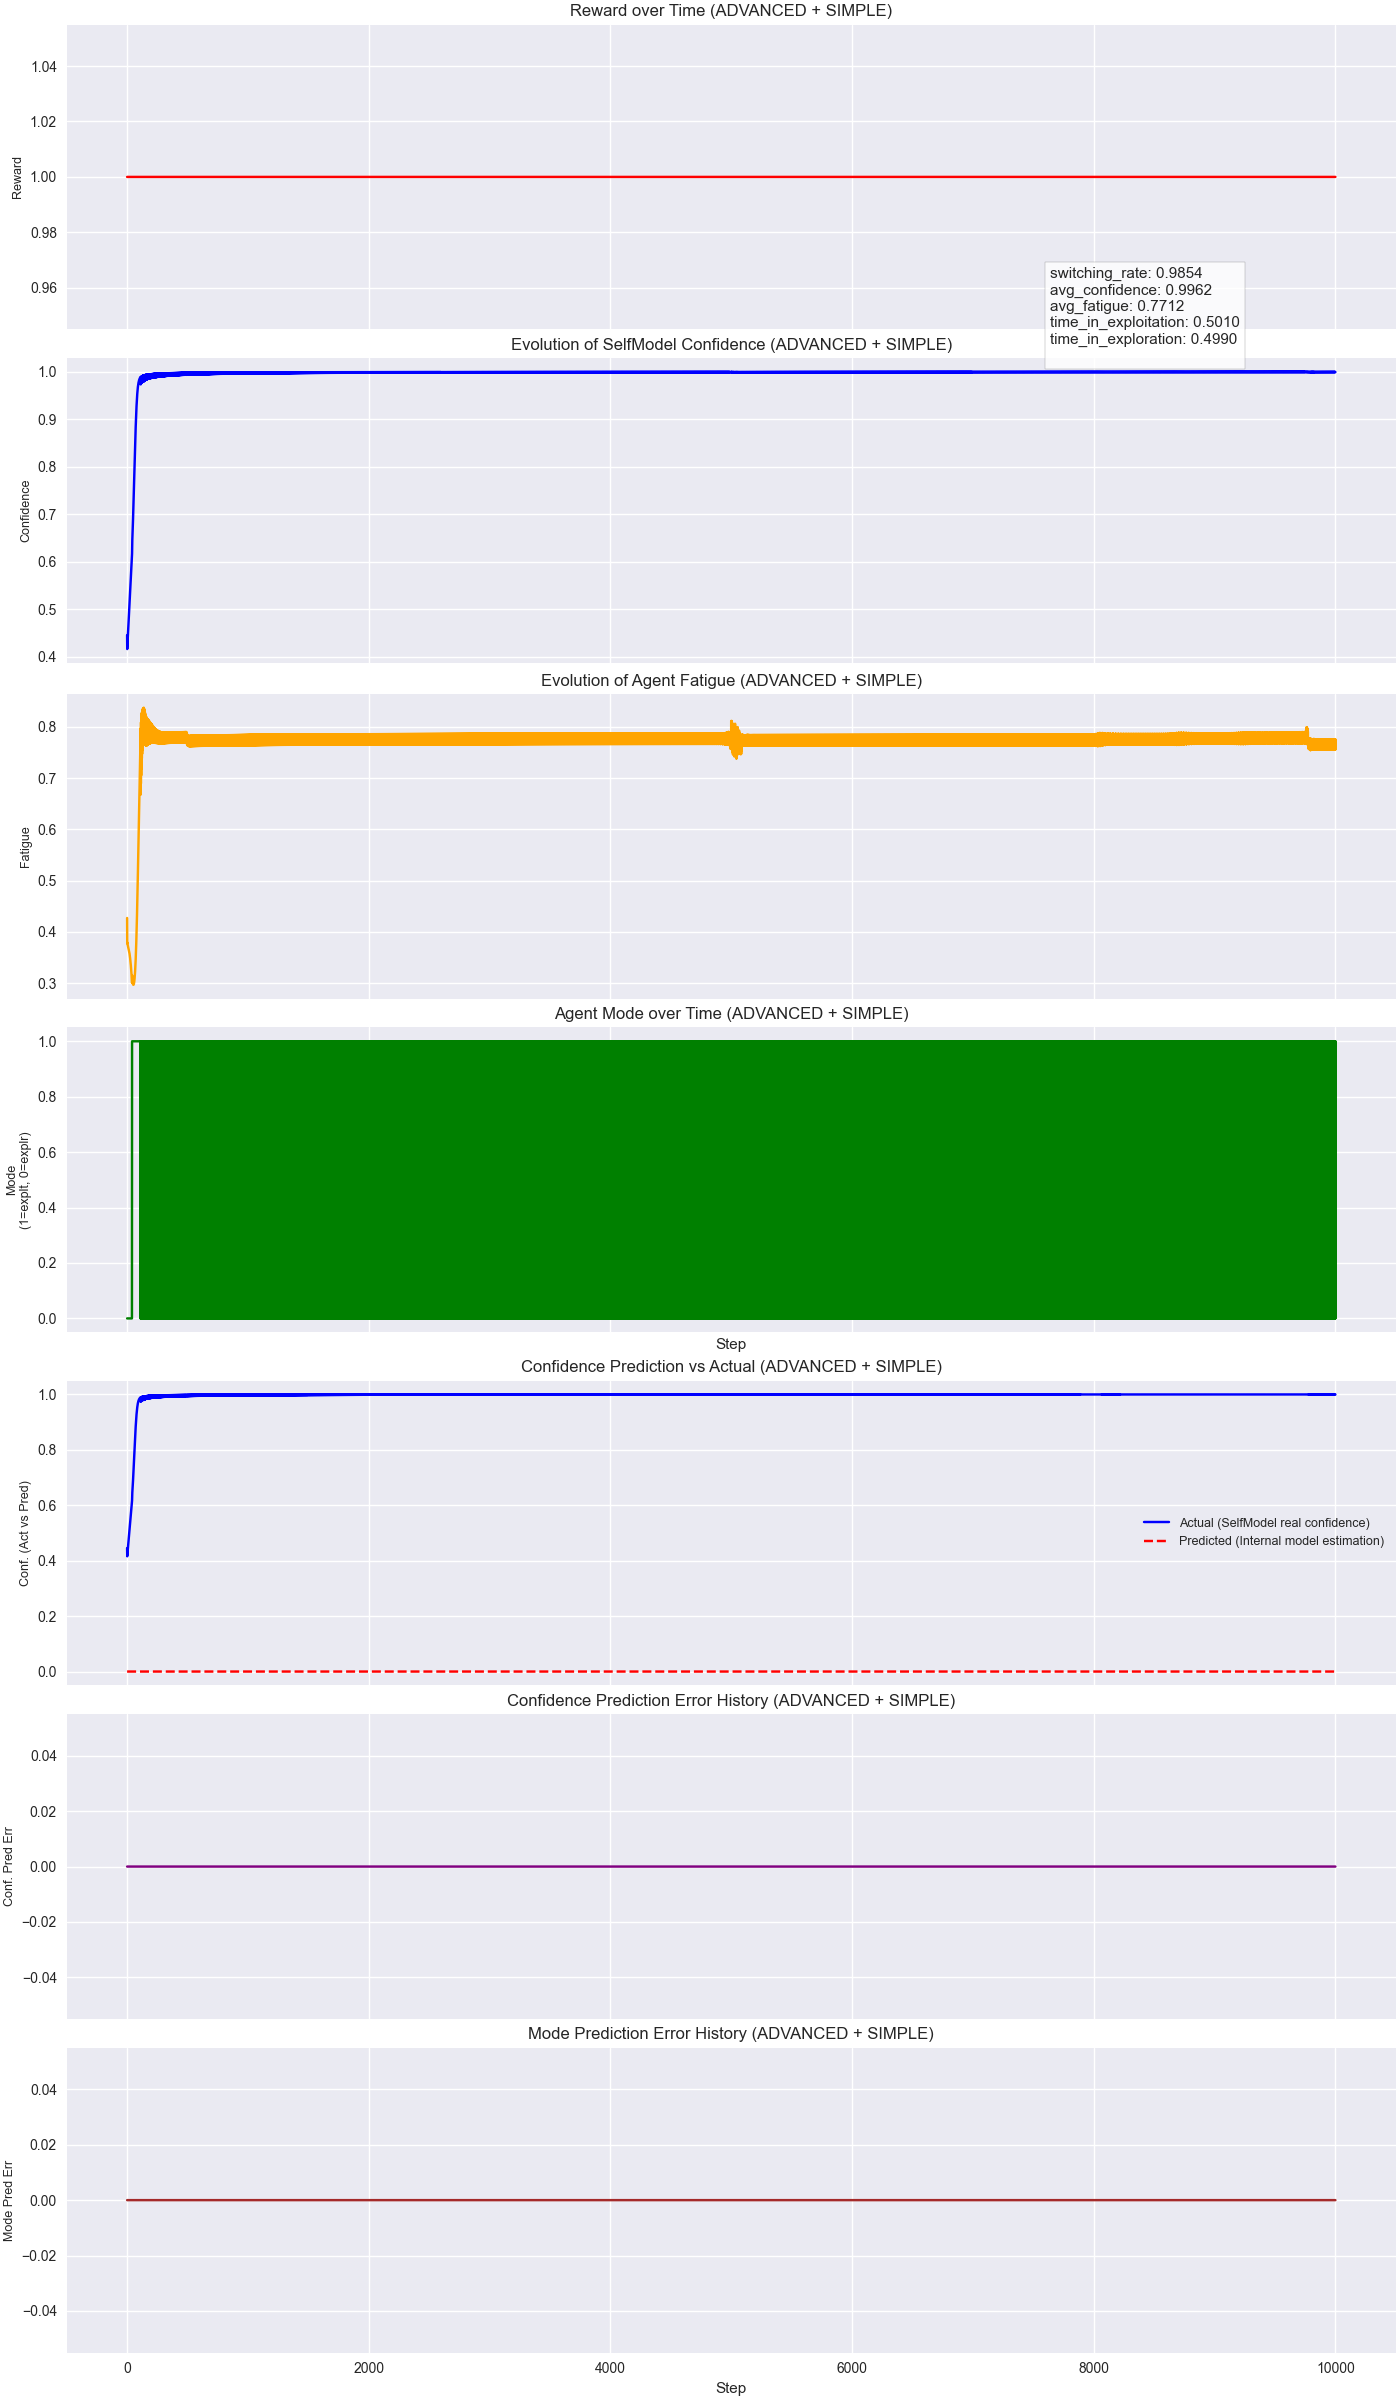 Reward over Time (ADVANCED + SIMPLE)
1.04
1.02
1.00
0.98
0.96
Reward
switching_rate: 0.9854
avg_confidence: 0.9962
avg_fatigue: 0.7712
time_in_exploitation: 0.5010
time_in_exploration: 0.4990
Evolution of SelfModel Confidence (ADVANCED + SIMPLE)
1.0
0.9
0.8
0.7
0.6
0.5
0.4
Confidence
Evolution of Agent Fatigue (ADVANCED + SIMPLE)
0.8
0.7
0.6
0.5
0.4
0.3
Fatigue
Agent Mode over Time (ADVANCED + SIMPLE)
1.0
0.8
0.6
0.4
0.2
0.0
Mode
(1=explt, 0=explr)
Step
Confidence Prediction vs Actual (ADVANCED + SIMPLE)
1.0
0.8
0.6
0.4
0.2
0.0
Conf. (Act vs Pred)
Actual (SelfModel real confidence)
Predicted (Internal model estimation)
Confidence Prediction Error History (ADVANCED + SIMPLE)
0.04
0.02
0.00
−0.02
−0.04
Conf. Pred Err
Mode Prediction Error History (ADVANCED + SIMPLE)
0.04
0.02
0.00
−0.02
−0.04
Mode Pred Err
0 2000 4000 6000 8000 10000
Step